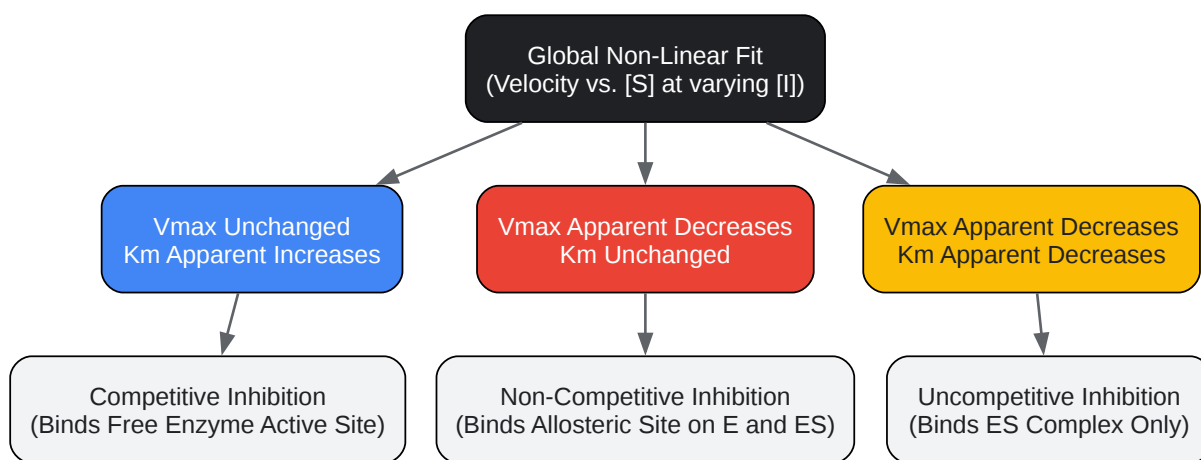 Global Non-Linear Fit
(Velocity vs. [S] at varying [I])
Vmax Unchanged
Km Apparent Increases
Vmax Apparent Decreases
Km Unchanged
Vmax Apparent Decreases
Km Apparent Decreases
Competitive Inhibition
(Binds Free Enzyme Active Site)
Non-Competitive Inhibition
(Binds Allosteric Site on E and ES)
Uncompetitive Inhibition
(Binds ES Complex Only)